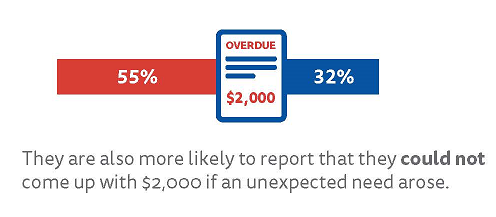 OVERDUE
55%
32%
$2,000
They are also more likely to report that they could not
come up with $2,000 if an unexpected need arose.